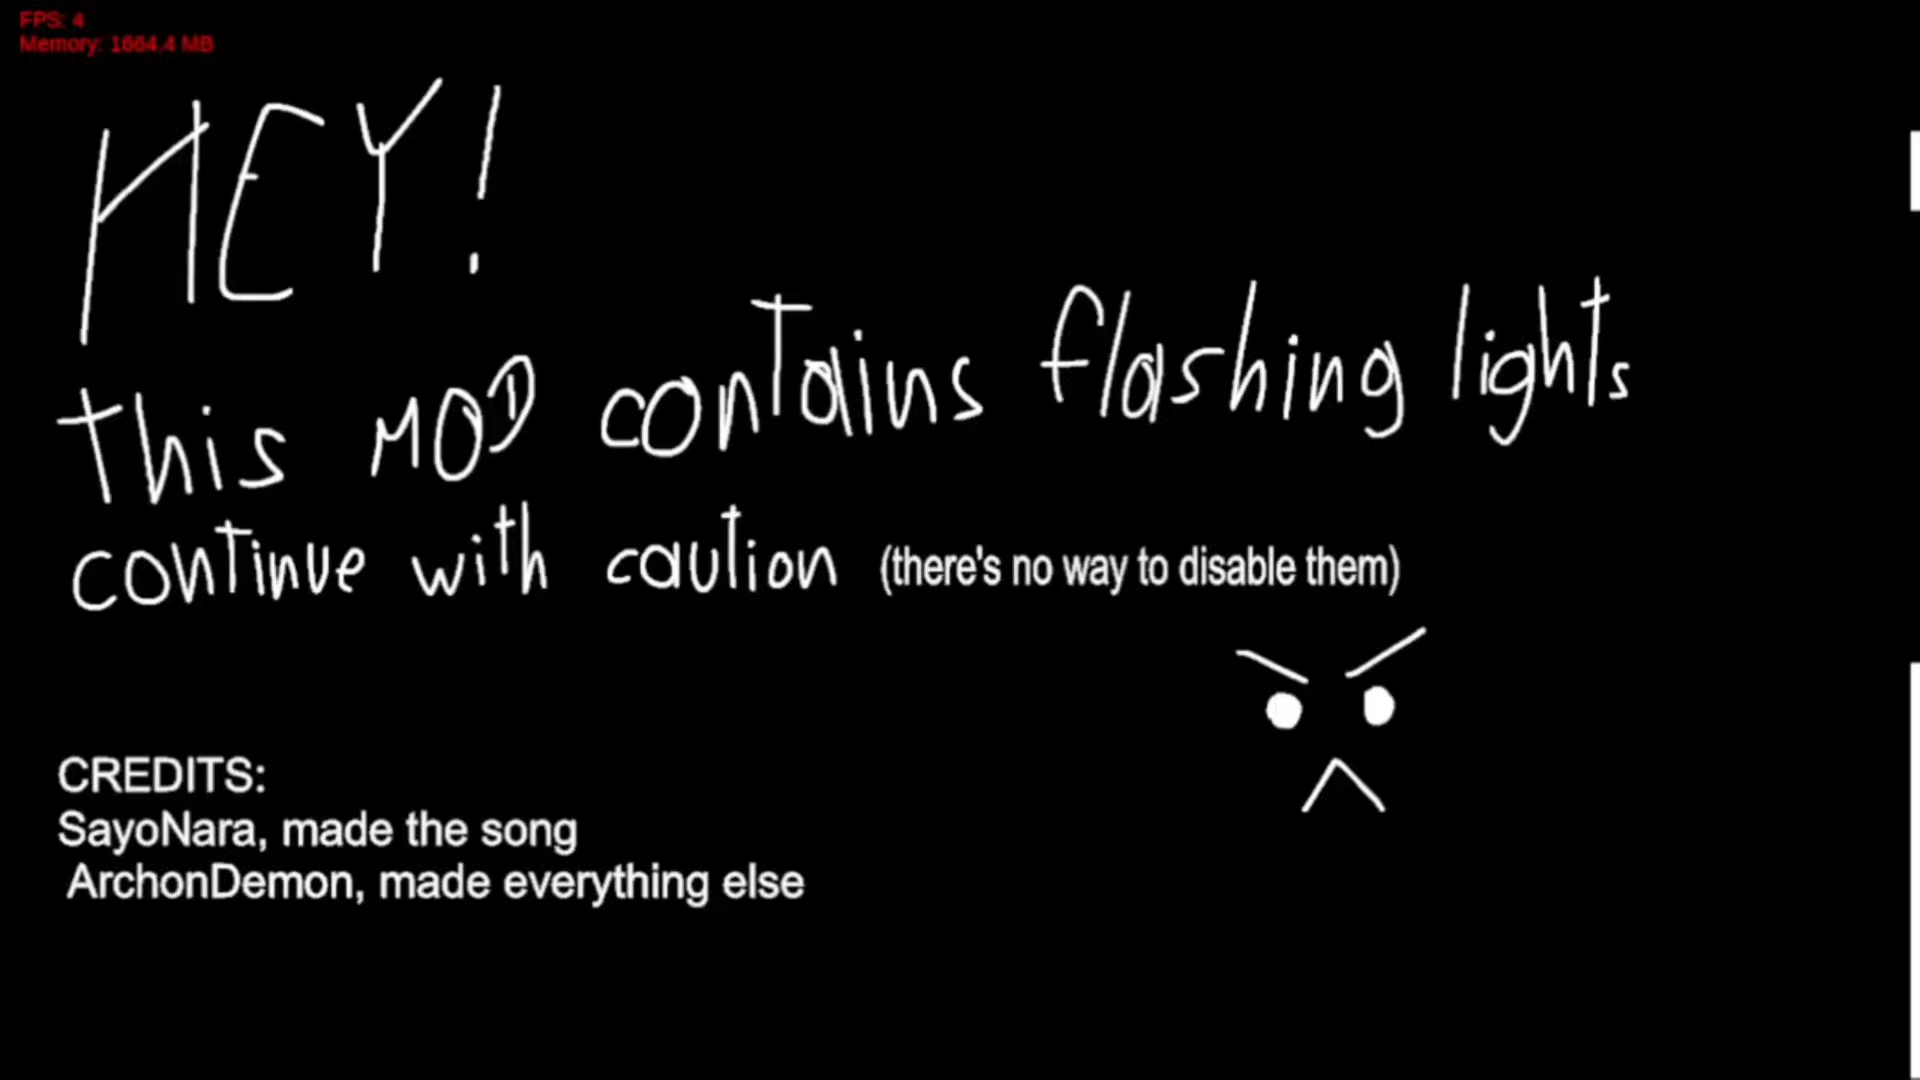 FPS: 4
Memory: 1664.4 MB
HEY!
This MOD contains flashing lights
continue with caution (there's no way to disable them)
CREDITS:
SayoNara, made the song
ArchonDemon, made everything else